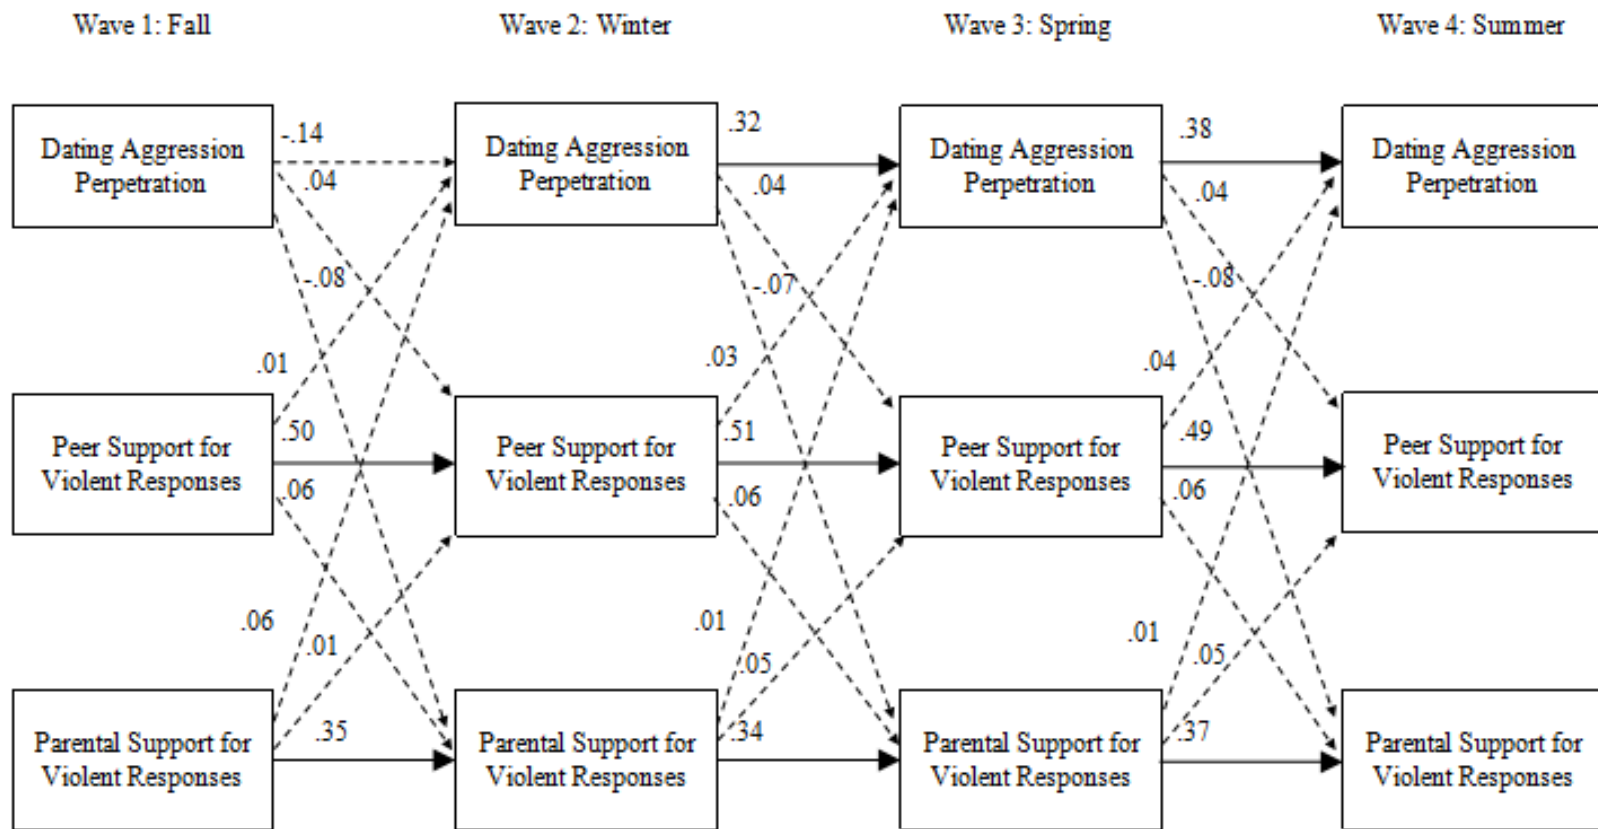 Wave 1: Fall
Wave 2: Winter
Wave 3: Spring
Wave 4: Summer
Dating Aggression
Perpetration
-.14
.04
-.08
Dating Aggression
Perpetration
.32
.04
-.07
Dating Aggression
Perpetration
.38
.04
-.08
Dating Aggression
Perpetration
.01
Peer Support for
Violent Responses
.50
.06
.03
Peer Support for
Violent Responses
.51
.06
.04
Peer Support for
Violent Responses
.49
.06
Peer Support for
Violent Responses
.06
.01
Parental Support for
Violent Responses
.35
.01
.05
Parental Support for
Violent Responses
.34
.01
.05
Parental Support for
Violent Responses
.37
Parental Support for
Violent Responses